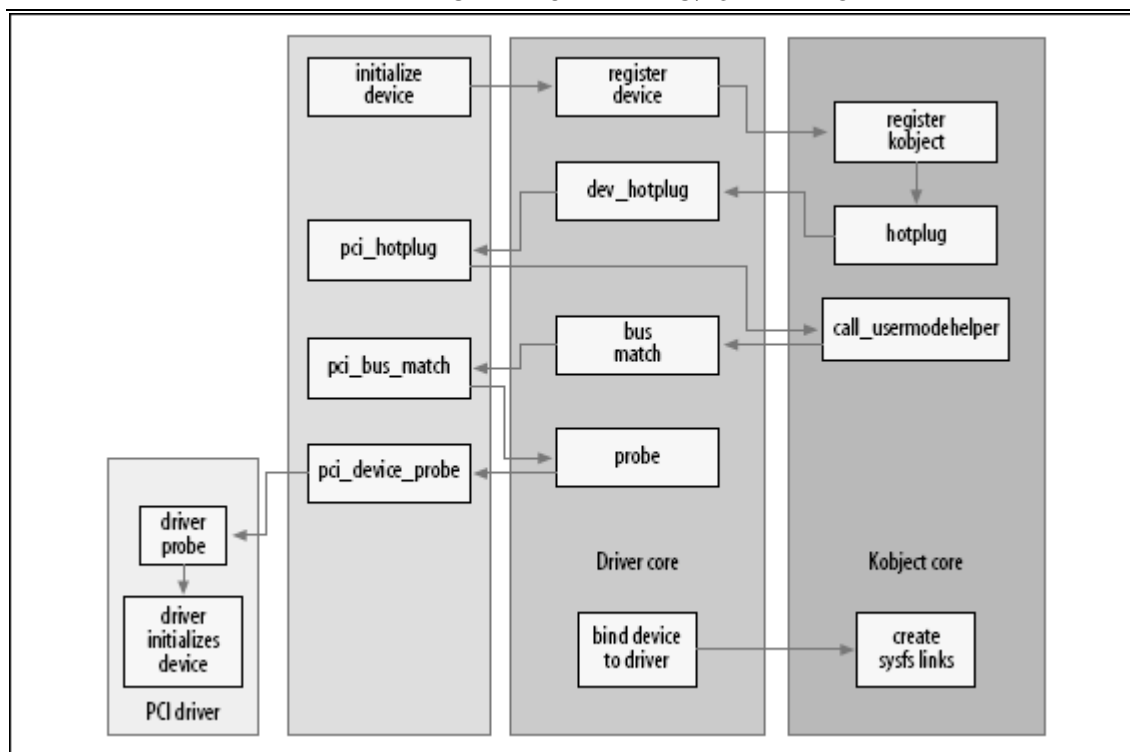 initialize
device
register
device
register
kobject
dev_hotplug
pci_hotplug
hotplug
call_usermodehelper
bus
match
pci_bus_match
probe
pci_device_probe
driver
probe
driver
initializes
device
PCI driver
Driver core
Kobject core
bind device
to driver
create
sysfs links